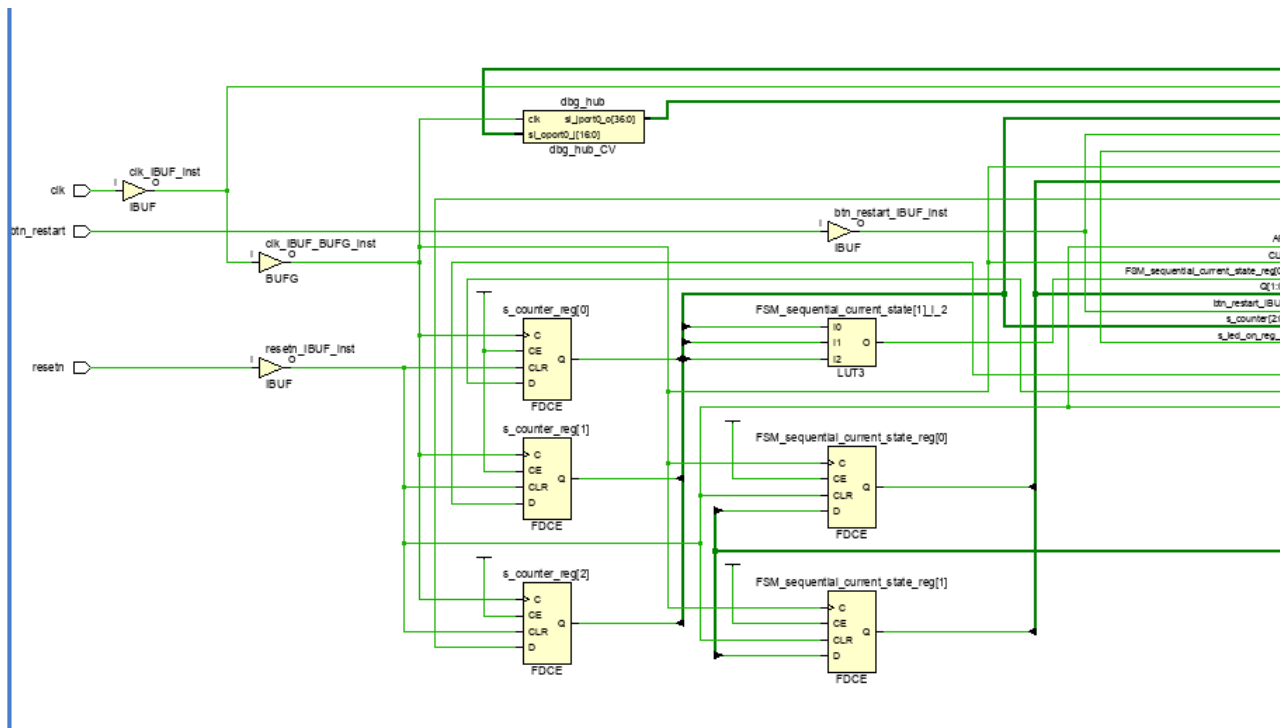 dbg_hub
clk sl_iport0_o[36:0]
sl_oport0_i[16:0]
dbg_hub_CV
clk_IBUF_inst
clk I O
IBUF
btn_restart_IBUF_inst
btn_restart I O
IBUF
clk_IBUF_BUFG_inst
I O
BUFG
FSM_sequential_current_state_reg[0
Q[1:0
btn_restart_IBU
s_counter[2:0
s_led_on_reg_
s_counter_reg[0]
C
CE
CLR Q
D
FDCE
FSM_sequential_current_state[1]_i_2
I0
I1 O
I2
LUT3
resetn_IBUF_inst
resetn I O
IBUF
s_counter_reg[1]
C
CE
CLR Q
D
FDCE
FSM_sequential_current_state_reg[0]
C
CE
CLR Q
D
FDCE
s_counter_reg[2]
C
CE
CLR Q
D
FDCE
FSM_sequential_current_state_reg[1]
C
CE
CLR Q
D
FDCE